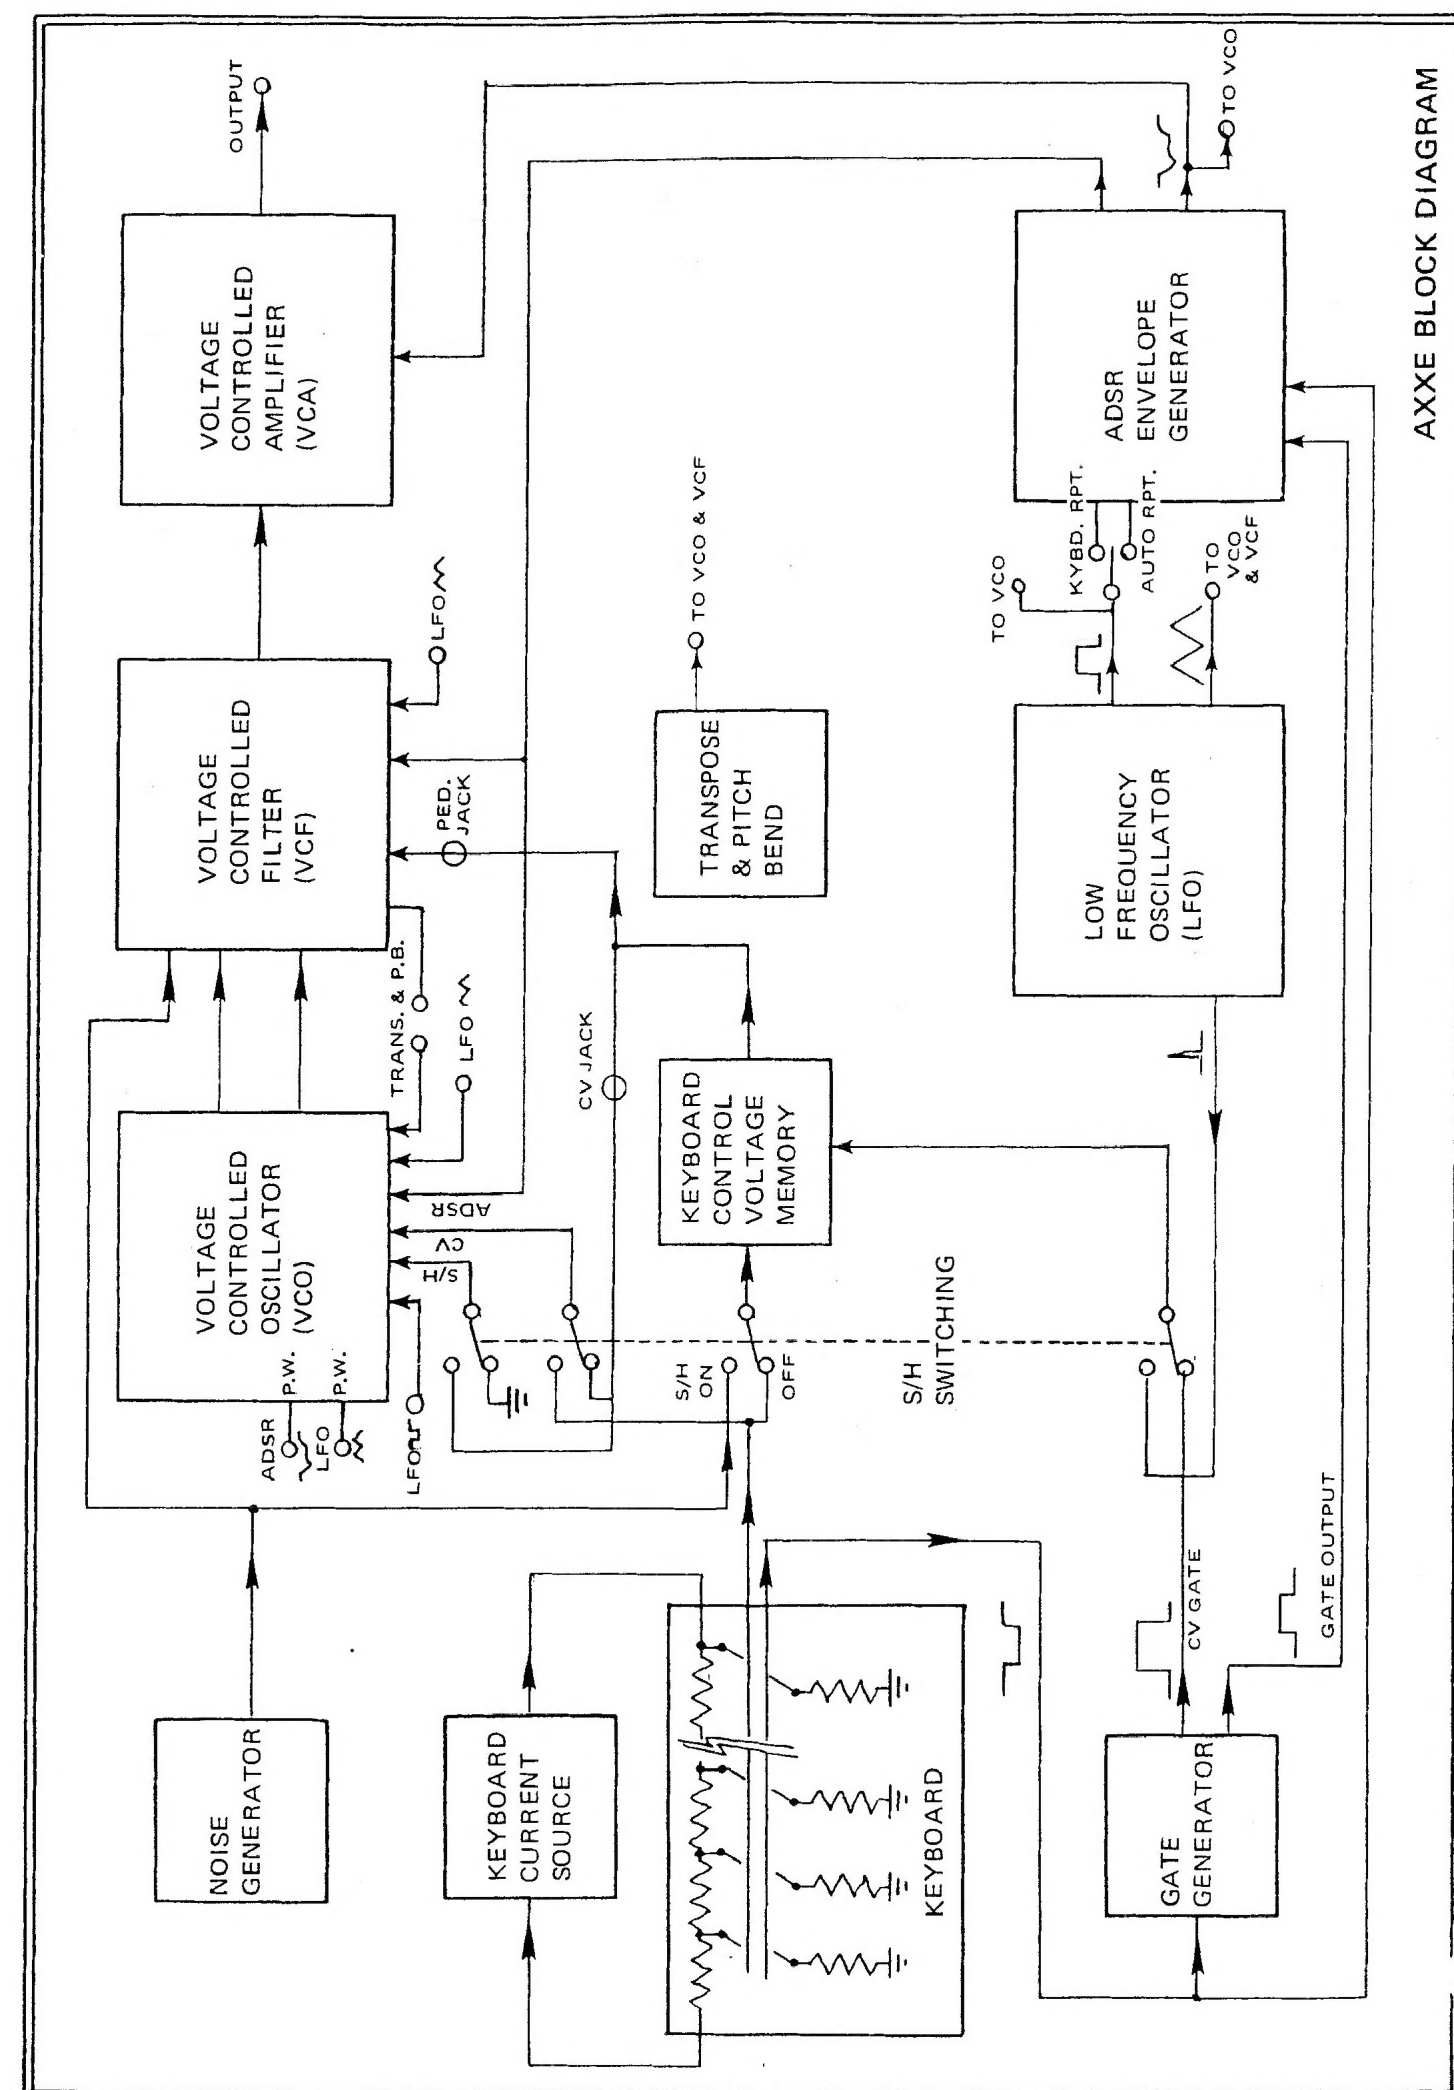 NOISE
GENERATOR
VOLTAGE
CONTROLLED
OSCILLATOR
(VCO)
P.W.
P.W.
ADSR
LFO
LFO
S/H
CV
ADSR
LFO
TRANS. & P.B.
VOLTAGE
CONTROLLED
FILTER
(VCF)
PED.
JACK
LFO
VOLTAGE
CONTROLLED
AMPLIFIER
(VCA)
OUTPUT
KEYBOARD
CURRENT
SOURCE
CV JACK
S/H
ON
OFF
KEYBOARD
CONTROL
VOLTAGE
MEMORY
TRANSPOSE
& PITCH
BEND
TO VCO & VCF
KEYBOARD
S/H
SWITCHING
GATE
GENERATOR
CV GATE
GATE OUTPUT
LOW
FREQUENCY
OSCILLATOR
(LFO)
TO VCO
KYBD. RPT.
AUTO RPT.
TO
VCO
& VCF
ADSR
ENVELOPE
GENERATOR
TO VCO
AXXE BLOCK DIAGRAM